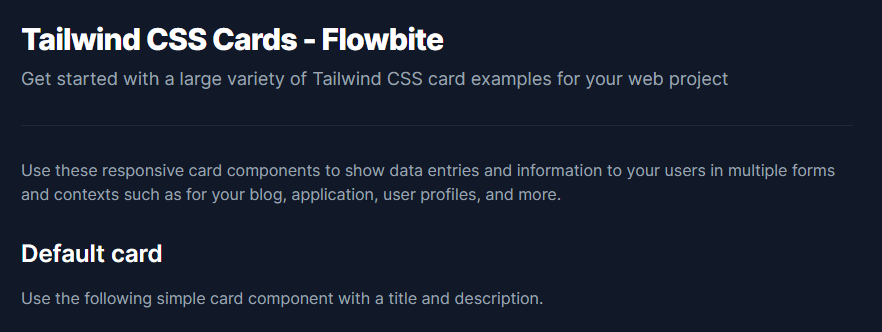 Tailwind CSS Cards - Flowbite
Get started with a large variety of Tailwind CSS card examples for your web project
Use these responsive card components to show data entries and information to your users in multiple forms
and contexts such as for your blog, application, user profiles, and more.
Default card
Use the following simple card component with a title and description.